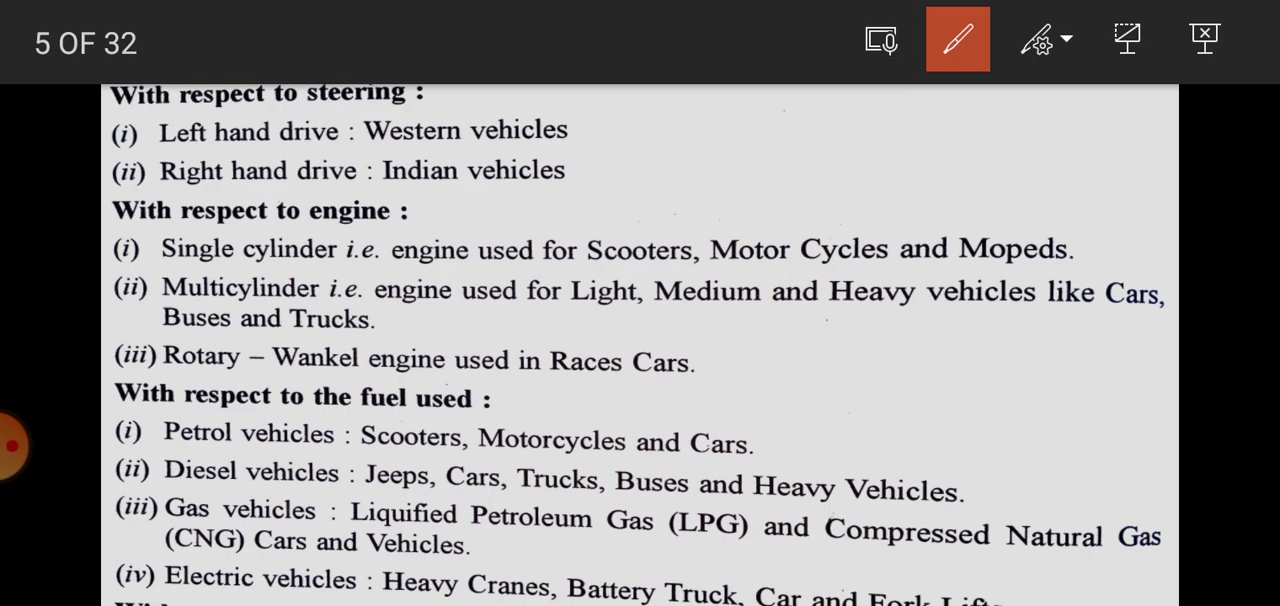 5 OF 32
With respect to steering :
(i) Left hand drive : Western vehicles
(ii) Right hand drive : Indian vehicles
With respect to engine :
(i) Single cylinder i.e. engine used for Scooters, Motor Cycles and Mopeds.
(ii) Multicylinder i.e. engine used for Light, Medium and Heavy vehicles like Cars,
Buses and Trucks.
(iii) Rotary – Wankel engine used in Races Cars.
With respect to the fuel used :
(i) Petrol vehicles : Scooters, Motorcycles and Cars.
(ii) Diesel vehicles : Jeeps, Cars, Trucks, Buses and Heavy Vehicles.
(iii) Gas vehicles : Liquified Petroleum Gas (LPG) and Compressed Natural Gas
(CNG) Cars and Vehicles.
(iv) Electric vehicles : Heavy Cranes, Battery Truck, Car and Fork